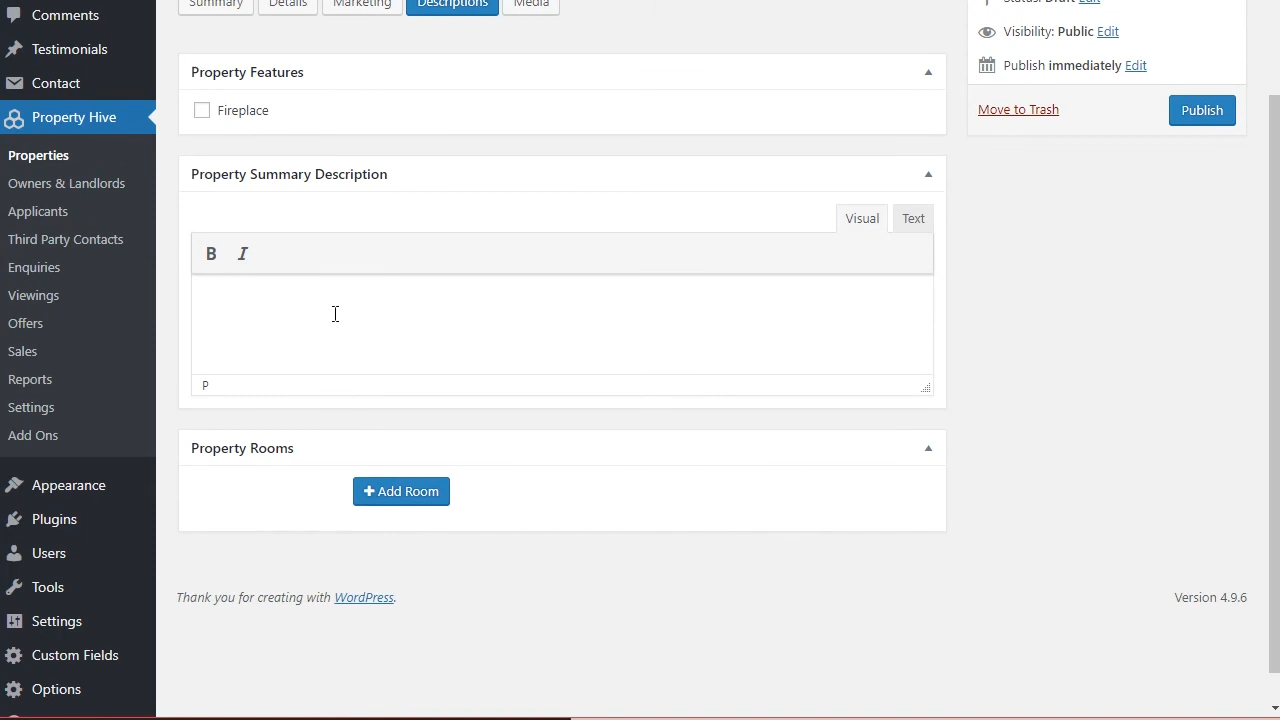 Comments
Testimonials
Contact
Property Hive
Properties
Owners & Landlords
Applicants
Third Party Contacts
Enquiries
Viewings
Offers
Sales
Reports
Settings
Add Ons
Appearance
Plugins
Users
Tools
Settings
Custom Fields
Options
Summary Details Marketing Descriptions Media
Property Features
Fireplace
Property Summary Description
Visual Text
B I
P
Property Rooms
Add Room
Thank you for creating with WordPress.
Version 4.9.6
Status: Draft Edit
Visibility: Public Edit
Publish immediately Edit
Move to Trash Publish